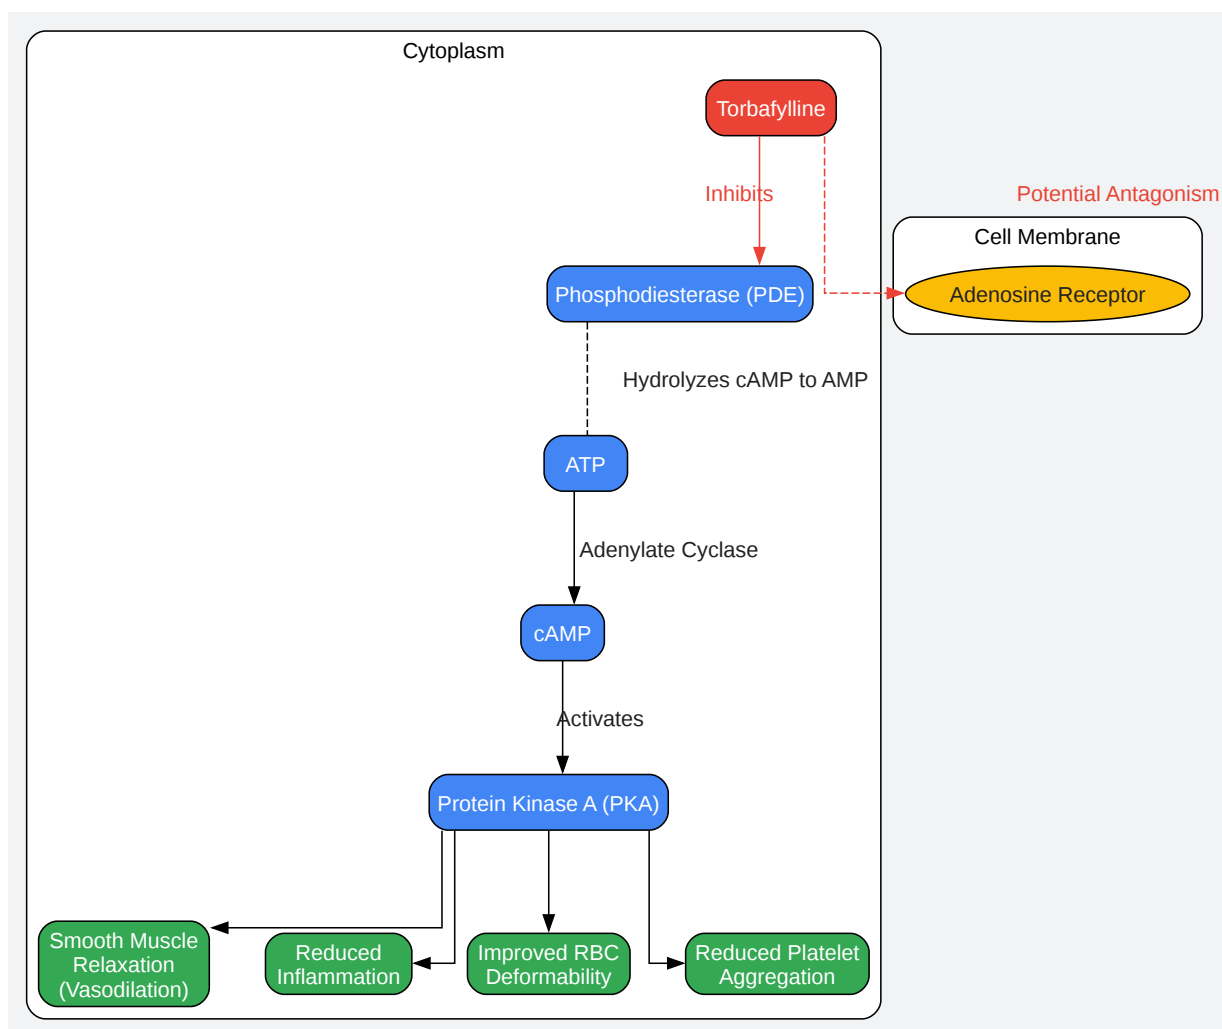 Cytoplasm
Torbafylline
Inhibits
Potential Antagonism
Cell Membrane
Phosphodiesterase (PDE)
Adenosine Receptor
Hydrolyzes cAMP to AMP
ATP
Adenylate Cyclase
cAMP
Activates
Protein Kinase A (PKA)
Smooth Muscle
Relaxation
(Vasodilation)
Reduced
Inflammation
Improved RBC
Deformability
Reduced Platelet
Aggregation